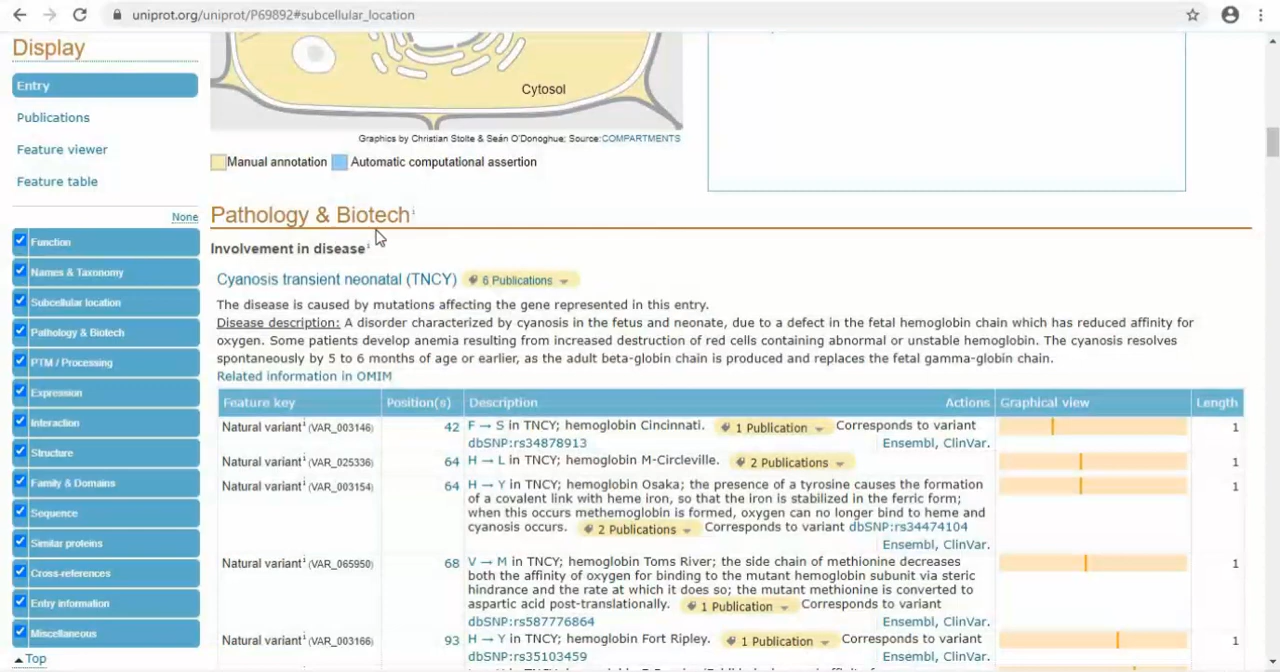 uniprot.org/uniprot/P69892#subcellular_location
Display
Entry
Publications
Feature viewer
Feature table
None
Function
Names & Taxonomy
Subcellular location
Pathology & Biotech
PTM / Processing
Expression
Interaction
Structure
Family & Domains
Sequence
Similar proteins
Cross-references
Entry information
Miscellaneous
Top
Cytosol
Graphics by Christian Stolte & Seán O'Donoghue; Source:COMPARTMENTS
Manual annotation Automatic computational assertion
Pathology & Biotech i
Involvement in disease i
Cyanosis transient neonatal (TNCY) 6 Publications
The disease is caused by mutations affecting the gene represented in this entry.
Disease description: A disorder characterized by cyanosis in the fetus and neonate, due to a defect in the fetal hemoglobin chain which has reduced affinity for
oxygen. Some patients develop anemia resulting from increased destruction of red cells containing abnormal or unstable hemoglobin. The cyanosis resolves
spontaneously by 5 to 6 months of age or earlier, as the adult beta-globin chain is produced and replaces the fetal gamma-globin chain.
Related information in OMIM
Feature key Position(s) Description Actions Graphical view Length
Natural variant i (VAR_003146) 42 F → S in TNCY; hemoglobin Cincinnati. 1 Publication Corresponds to variant 1
dbSNP:rs34878913 Ensembl, ClinVar.
Natural variant i (VAR_025336) 64 H → L in TNCY; hemoglobin M-Circleville. 2 Publications 1
Natural variant i (VAR_003154) 64 H → Y in TNCY; hemoglobin Osaka; the presence of a tyrosine causes the formation 1
of a covalent link with heme iron, so that the iron is stabilized in the ferric form;
when this occurs methemoglobin is formed, oxygen can no longer bind to heme and
cyanosis occurs. 2 Publications Corresponds to variant dbSNP:rs34474104
Ensembl, ClinVar.
Natural variant i (VAR_065950) 68 V → M in TNCY; hemoglobin Toms River; the side chain of methionine decreases 1
both the affinity of oxygen for binding to the mutant hemoglobin subunit via steric
hindrance and the rate at which it does so; the mutant methionine is converted to
aspartic acid post-translationally. 1 Publication Corresponds to variant
dbSNP:rs587776864 Ensembl, ClinVar.
Natural variant i (VAR_003166) 93 H → Y in TNCY; hemoglobin Fort Ripley. 1 Publication Corresponds to variant 1
dbSNP:rs35103459 Ensembl, ClinVar.